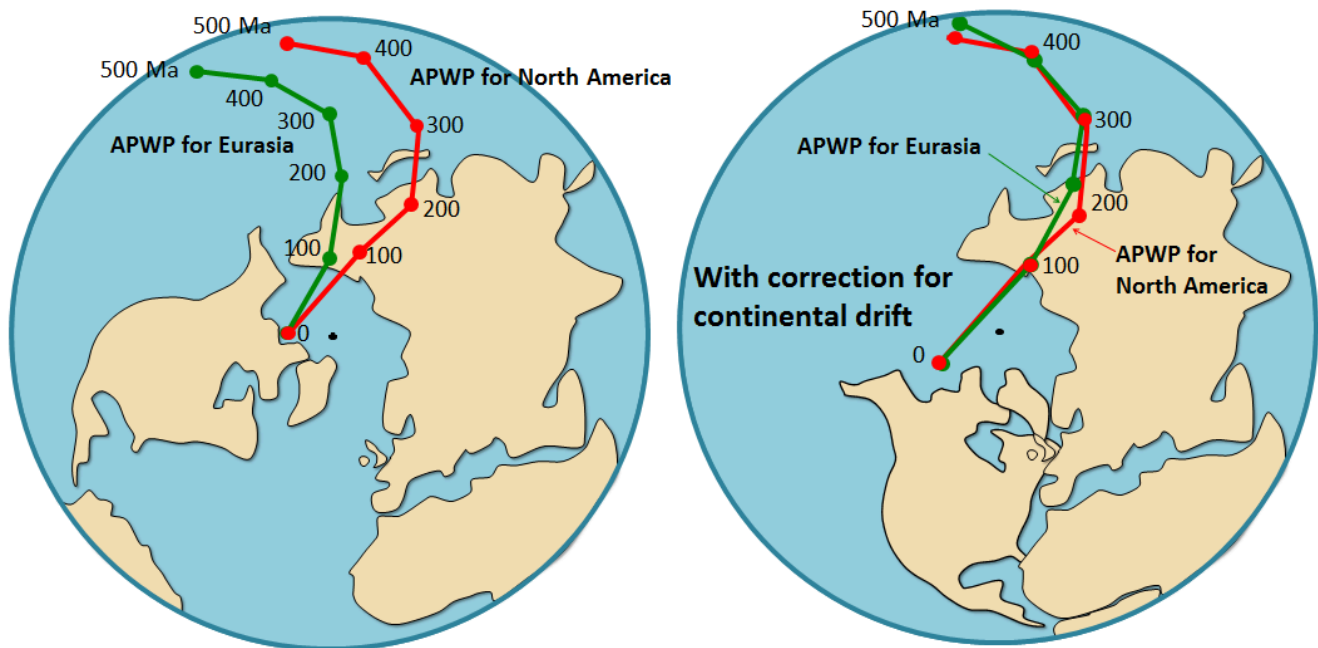 500 Ma
400
APWP for North America
500 Ma
400
300
300
APWP for Eurasia
200
200
100
100
0
500 Ma
400
300
APWP for Eurasia
200
APWP for
North America
100
With correction for
continental drift
0